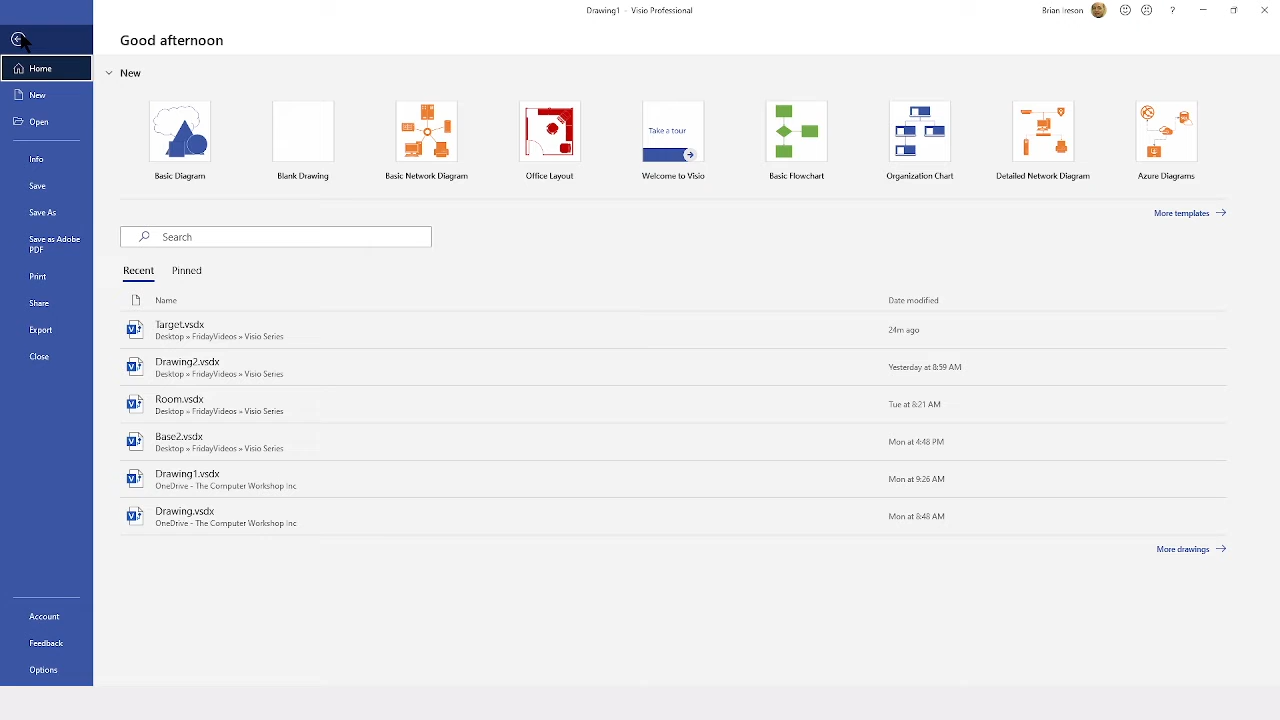 Drawing1 - Visio Professional
Brian Ireson
?
Good afternoon
Home
New
Open
Info
Save
Save As
Save as Adobe
PDF
Print
Share
Export
Close
Account
Feedback
Options
New
Take a tour
Basic Diagram
Blank Drawing
Basic Network Diagram
Office Layout
Welcome to Visio
Basic Flowchart
Organization Chart
Detailed Network Diagram
Azure Diagrams
More templates
Search
Recent Pinned
Name Date modified
Target.vsdx
Desktop » FridayVideos » Visio Series
24m ago
Drawing2.vsdx
Desktop » FridayVideos » Visio Series
Yesterday at 8:59 AM
Room.vsdx
Desktop » FridayVideos » Visio Series
Tue at 8:21 AM
Base2.vsdx
Desktop » FridayVideos » Visio Series
Mon at 4:48 PM
Drawing1.vsdx
OneDrive - The Computer Workshop Inc
Mon at 9:26 AM
Drawing.vsdx
OneDrive - The Computer Workshop Inc
Mon at 8:48 AM
More drawings